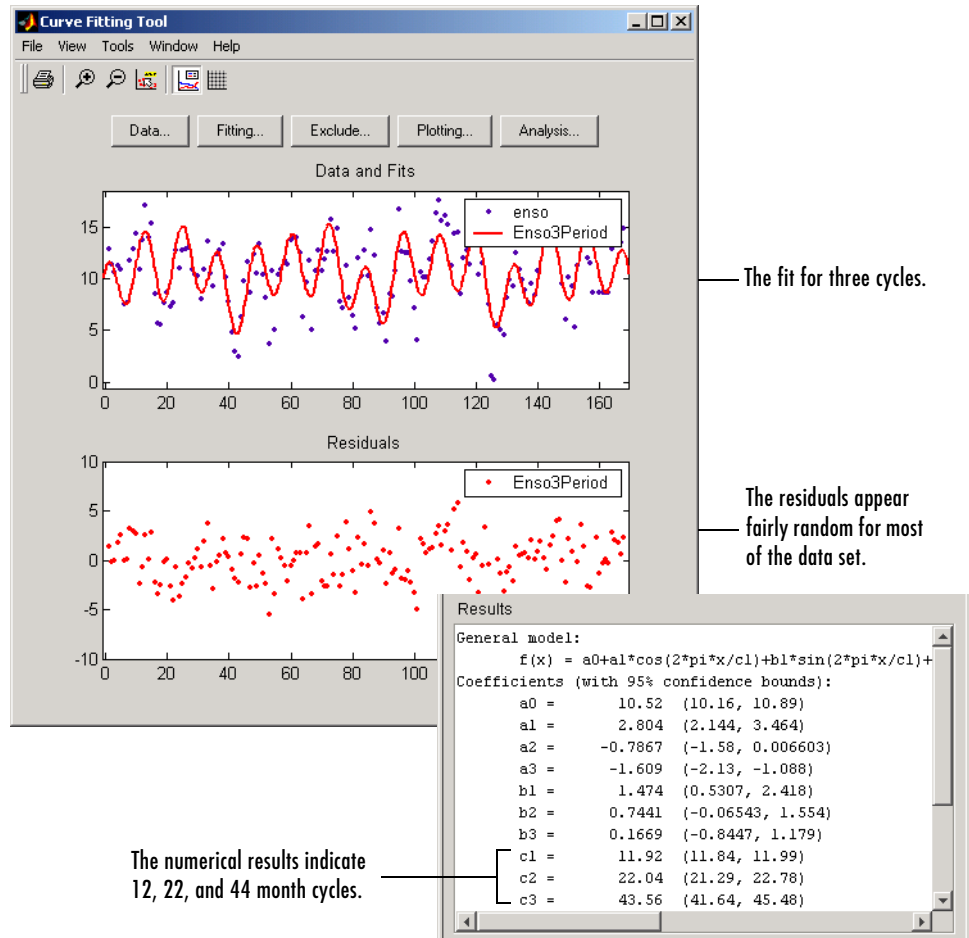 Curve Fitting Tool
File View Tools Window Help
Data... Fitting... Exclude... Plotting... Analysis...
Data and Fits
enso
Enso3Period
15
10
5
0
0 20 40 60 80 100 120 140 160
The fit for three cycles.
Residuals
Enso3Period
10
5
0
-5
-10
0 20 40 60 80 100
The residuals appear
fairly random for most
of the data set.
Results
General model:
f(x) = a0+a1*cos(2*pi*x/c1)+b1*sin(2*pi*x/c1)+
Coefficients (with 95% confidence bounds):
a0 = 10.52 (10.16, 10.89)
a1 = 2.804 (2.144, 3.464)
a2 = -0.7867 (-1.58, 0.006603)
a3 = -1.609 (-2.13, -1.088)
b1 = 1.474 (0.5307, 2.418)
b2 = 0.7441 (-0.06543, 1.554)
b3 = 0.1669 (-0.8447, 1.179)
c1 = 11.92 (11.84, 11.99)
c2 = 22.04 (21.29, 22.78)
c3 = 43.56 (41.64, 45.48)
The numerical results indicate
12, 22, and 44 month cycles.